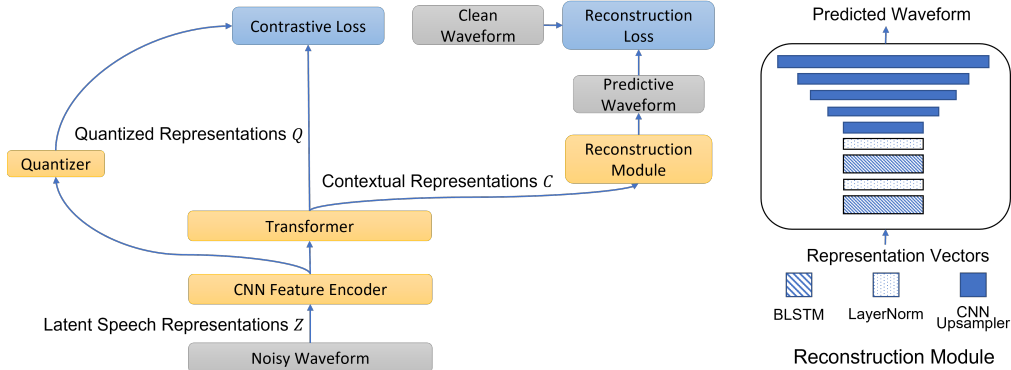 Contrastive Loss
Clean
Waveform
Reconstruction
Loss
Predictive
Waveform
Quantized Representations Q
Quantizer
Reconstruction
Module
Contextual Representations C
Transformer
CNN Feature Encoder
Latent Speech Representations Z
Noisy Waveform
Predicted Waveform
Representation Vectors
BLSTM
LayerNorm
CNN
Upsampler
Reconstruction Module